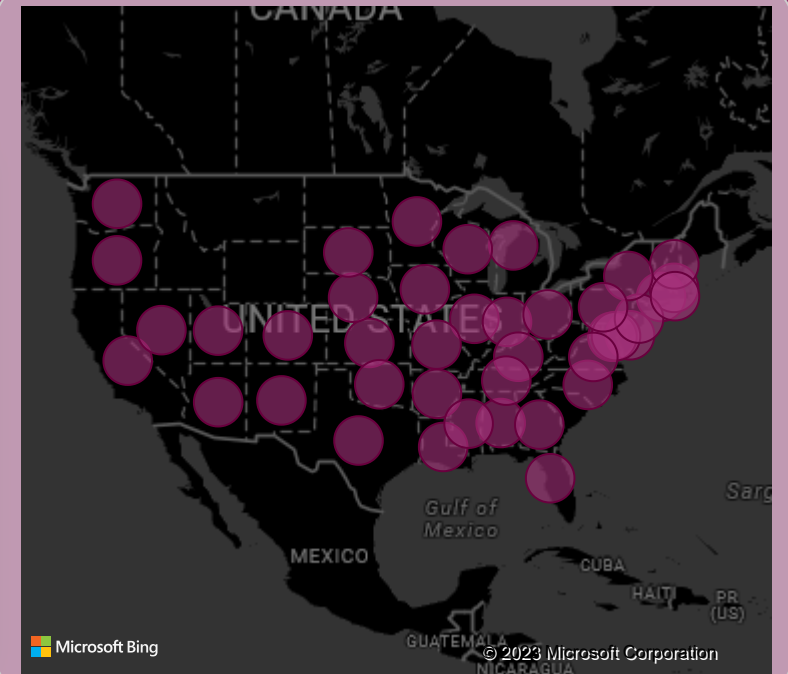 CANADA
UNITED STATES
Gulf of
Mexico
Sarg
MEXICO
CUBA
HAITI
PR
(US)
GUATEMALA
NICARAGUA
Microsoft Bing
© 2023 Microsoft Corporation